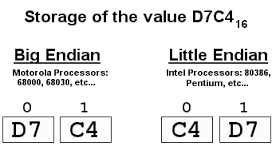 Storage of the value D7C4₁₆
Big Endian
Motorola Processors:
68000, 68030, etc...
0 1
D7 C4
Little Endian
Intel Processors: 80386,
Pentium, etc...
0 1
C4 D7